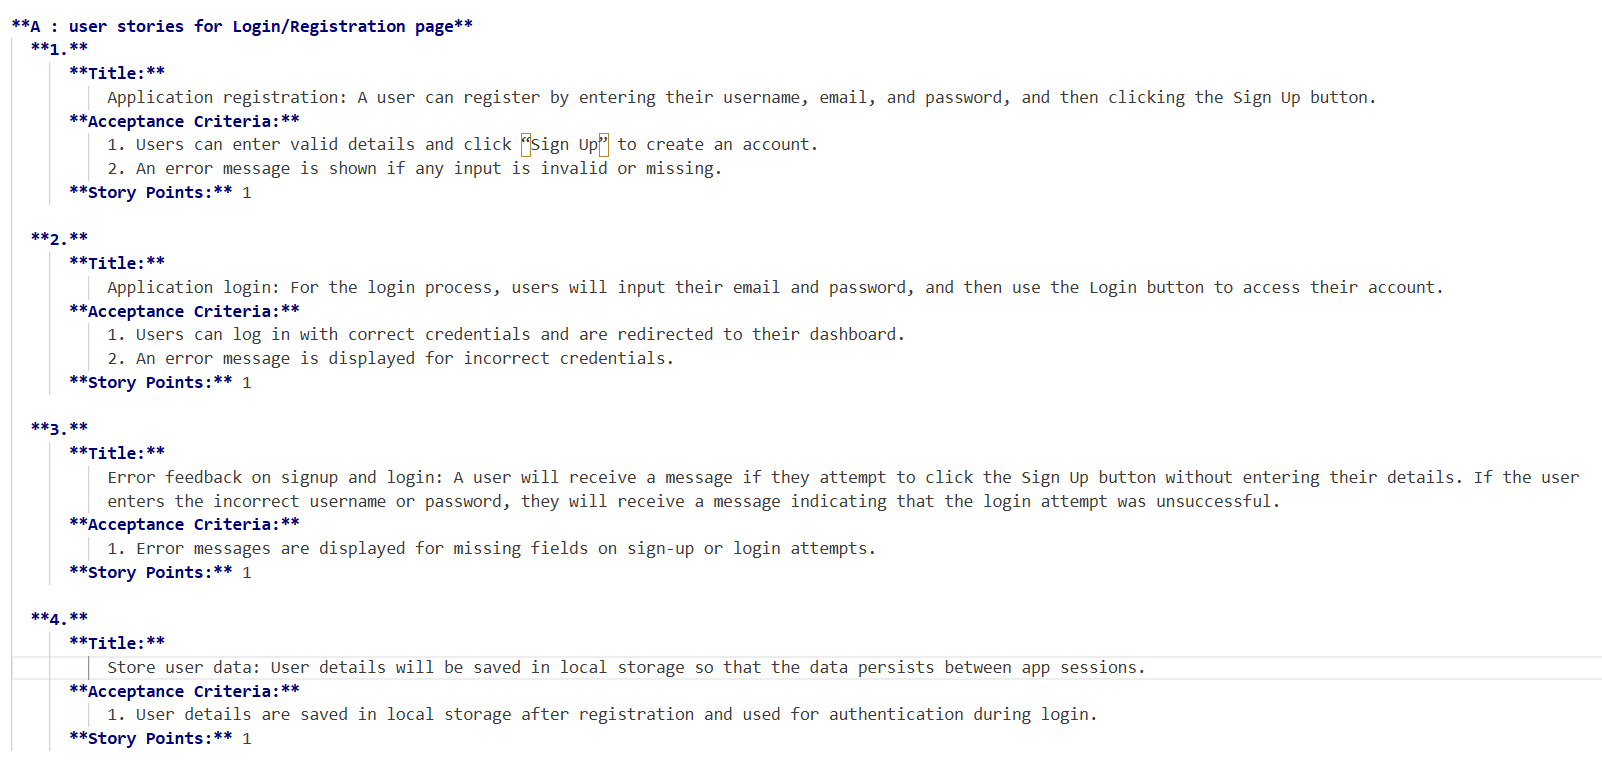 **A : user stories for Login/Registration page**
**1.**
**Title:**
Application registration: A user can register by entering their username, email, and password, and then clicking the Sign Up button.
**Acceptance Criteria:**
1. Users can enter valid details and click “Sign Up” to create an account.
2. An error message is shown if any input is invalid or missing.
**Story Points:** 1
**2.**
**Title:**
Application login: For the login process, users will input their email and password, and then use the Login button to access their account.
**Acceptance Criteria:**
1. Users can log in with correct credentials and are redirected to their dashboard.
2. An error message is displayed for incorrect credentials.
**Story Points:** 1
**3.**
**Title:**
Error feedback on signup and login: A user will receive a message if they attempt to click the Sign Up button without entering their details. If the user
enters the incorrect username or password, they will receive a message indicating that the login attempt was unsuccessful.
**Acceptance Criteria:**
1. Error messages are displayed for missing fields on sign-up or login attempts.
**Story Points:** 1
**4.**
**Title:**
Store user data: User details will be saved in local storage so that the data persists between app sessions.
**Acceptance Criteria:**
1. User details are saved in local storage after registration and used for authentication during login.
**Story Points:** 1